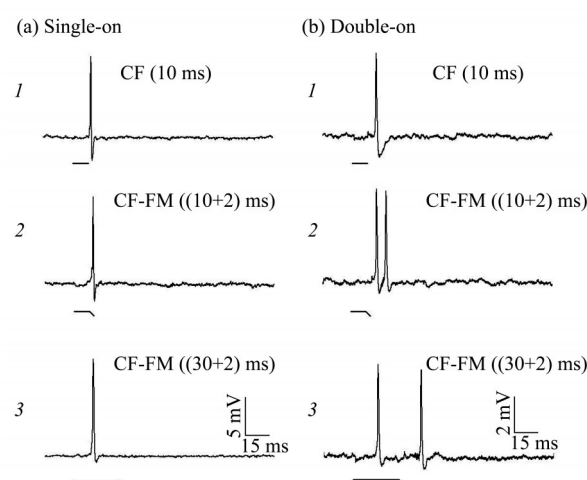 (a) Single-on
(b) Double-on
1
CF (10 ms)
1
CF (10 ms)
2
CF-FM ((10+2) ms)
2
CF-FM ((10+2) ms)
3
CF-FM ((30+2) ms)
5 mV
15 ms
3
CF-FM ((30+2) ms)
2 mV
15 ms